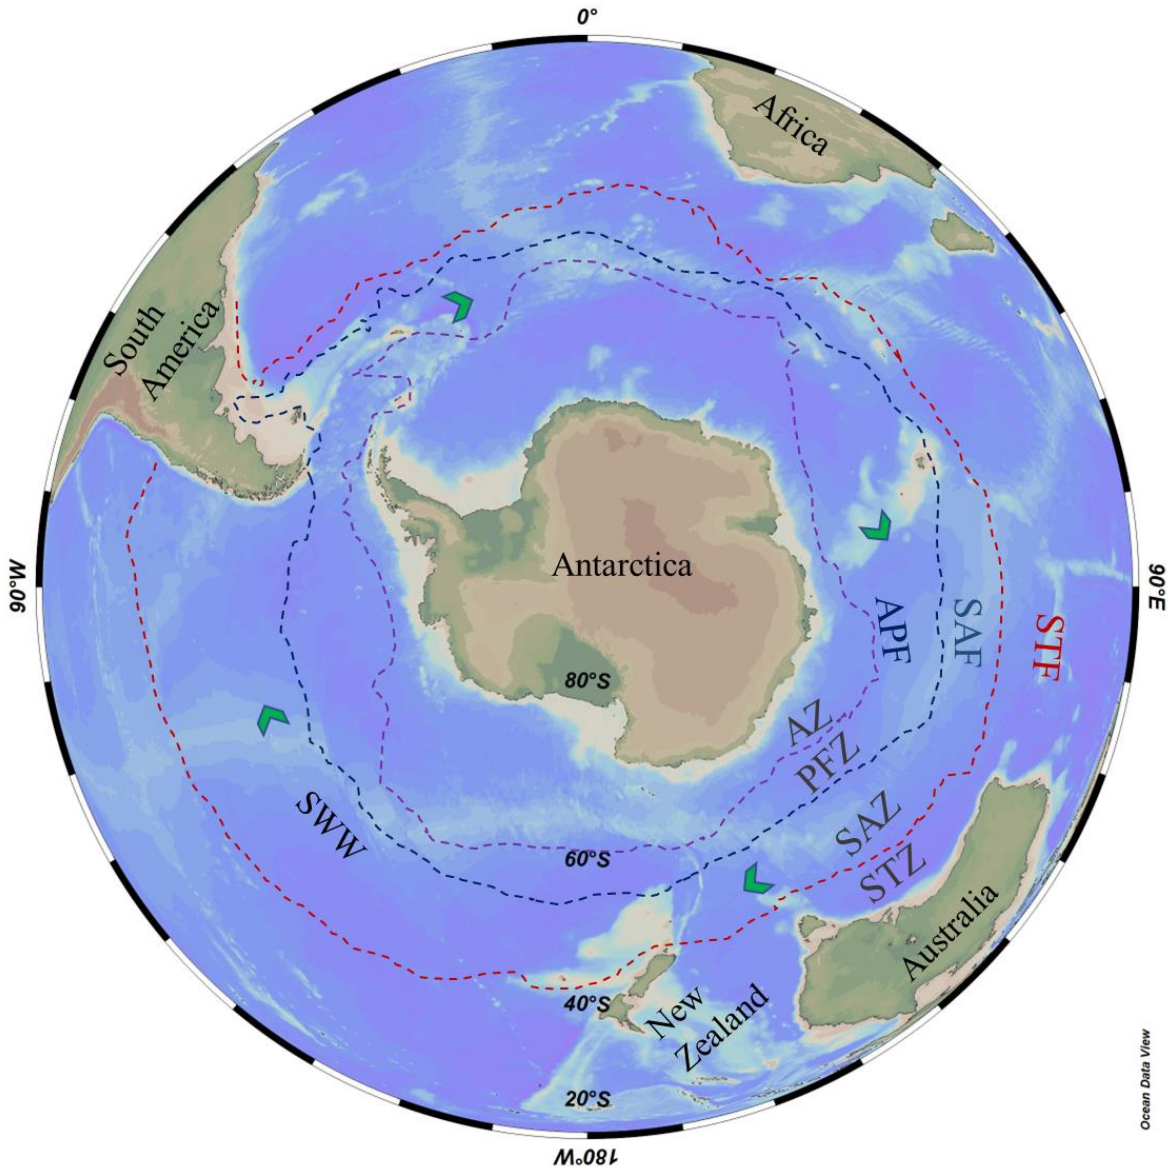 0°
Africa
South
America
Antarctica
90°W
90°E
80°S
APF
SAF
STF
AZ
PFZ
SAZ
STZ
SWW
60°S
Australia
New
Zealand
40°S
20°S
180°W
Ocean Data View